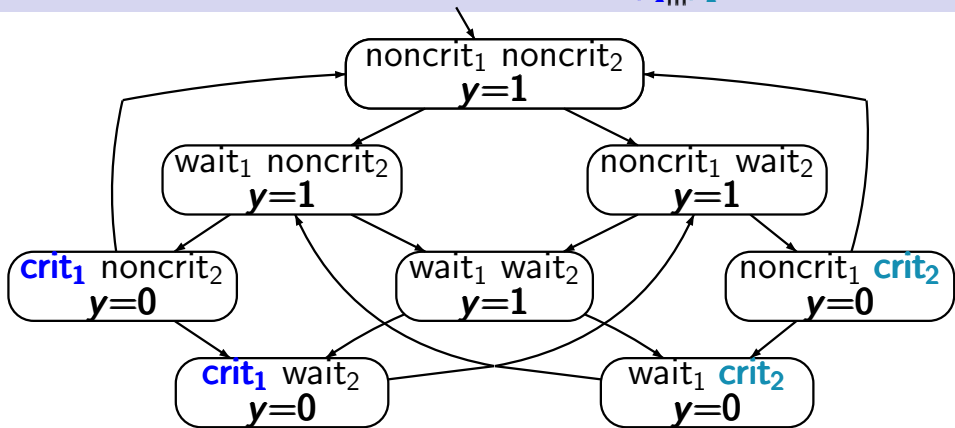 noncrit₁ noncrit₂
y=1
wait₁ noncrit₂
y=1
noncrit₁ wait₂
y=1
crit₁ noncrit₂
y=0
wait₁ wait₂
y=1
noncrit₁ crit₂
y=0
crit₁ wait₂
y=0
wait₁ crit₂
y=0